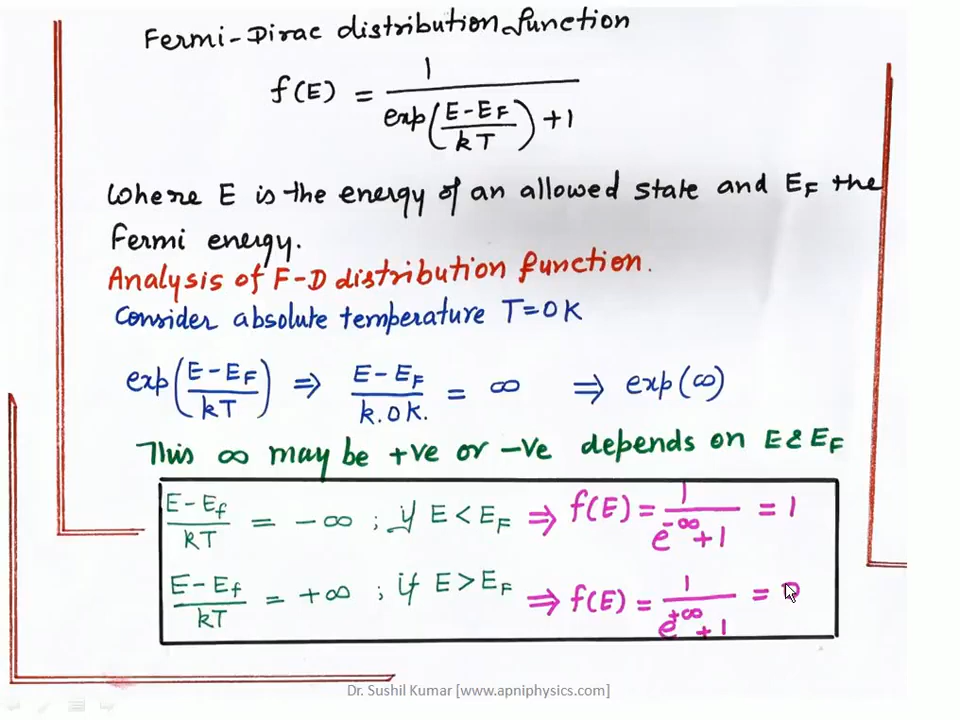 Fermi-Dirac distribution function
f(E) = 1 / exp((E-EF)/kT) + 1
Where E is the energy of an allowed state and EF the
Fermi energy.
Analysis of F-D distribution function.
Consider absolute temperature T=0K
exp((E-EF)/kT) ⇒ (E-EF)/k.0K. = ∞ ⇒ exp(∞)
This ∞ may be +ve or -ve depends on E & EF
(E-Ef)/kT = -∞ ; if E < EF ⇒ f(E) = 1/(e^-∞ + 1) = 1
(E-Ef)/kT = +∞ ; if E > EF ⇒ f(E) = 1/(e^+∞ + 1) =
Dr. Sushil Kumar [www.apniphysics.com]